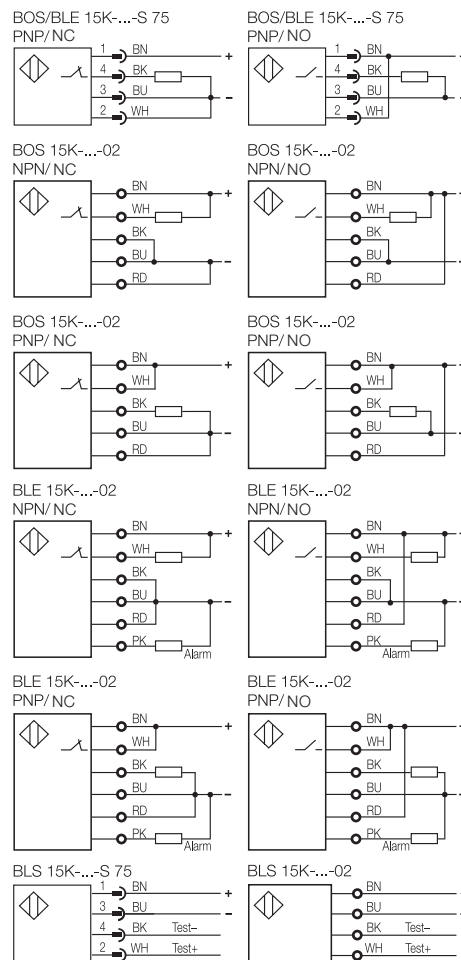 BOS/BLE 15K-...-S 75
PNP/NC
1 BN +
4 BK
3 BU –
2 WH
BOS/BLE 15K-...-S 75
PNP/NO
1 BN
4 BK
3 BU
2 WH
BOS 15K-...-02
NPN/NC
BN +
WH
BK
BU –
RD
BOS 15K-...-02
NPN/NO
BN
WH
BK
BU
RD
BOS 15K-...-02
PNP/NC
BN +
WH
BK
BU –
RD
BOS 15K-...-02
PNP/NO
BN
WH
BK
BU
RD
BLE 15K-...-02
NPN/NC
BN +
WH
BK
BU –
RD
PK
Alarm
BLE 15K-...-02
NPN/NO
BN
WH
BK
BU
RD
PK
Alarm
BLE 15K-...-02
PNP/NC
BN +
WH
BK
BU –
RD
PK
Alarm
BLE 15K-...-02
PNP/NO
BN
WH
BK
BU
RD
PK
Alarm
BLS 15K-...-S 75
1 BN +
3 BU –
4 BK Test–
2 WH Test+
BLS 15K-...-02
BN
BU
BK Test–
WH Test+